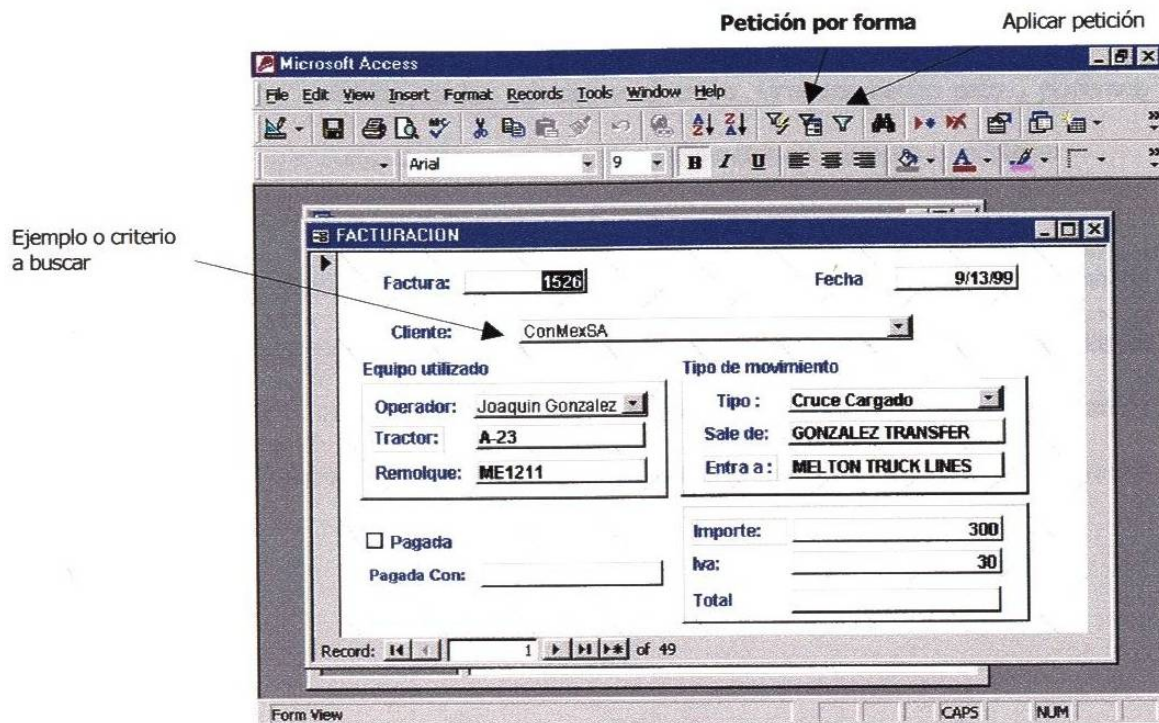 Petición por forma
Aplicar petición
Microsoft Access
File Edit View Insert Format Records Tools Window Help
Arial 9 B I U
Ejemplo o criterio
a buscar
FACTURACION
Factura: 1526 Fecha 9/13/99
Cliente: ConMexSA
Equipo utilizado
Operador: Joaquin Gonzalez
Tractor: A-23
Remolque: ME1211
Tipo de movimiento
Tipo : Cruce Cargado
Sale de: GONZALEZ TRANSFER
Entra a : MELTON TRUCK LINES
Pagada
Pagada Con:
Importe: 300
Iva: 30
Total
Record: 1 of 49
Form View CAPS NUM